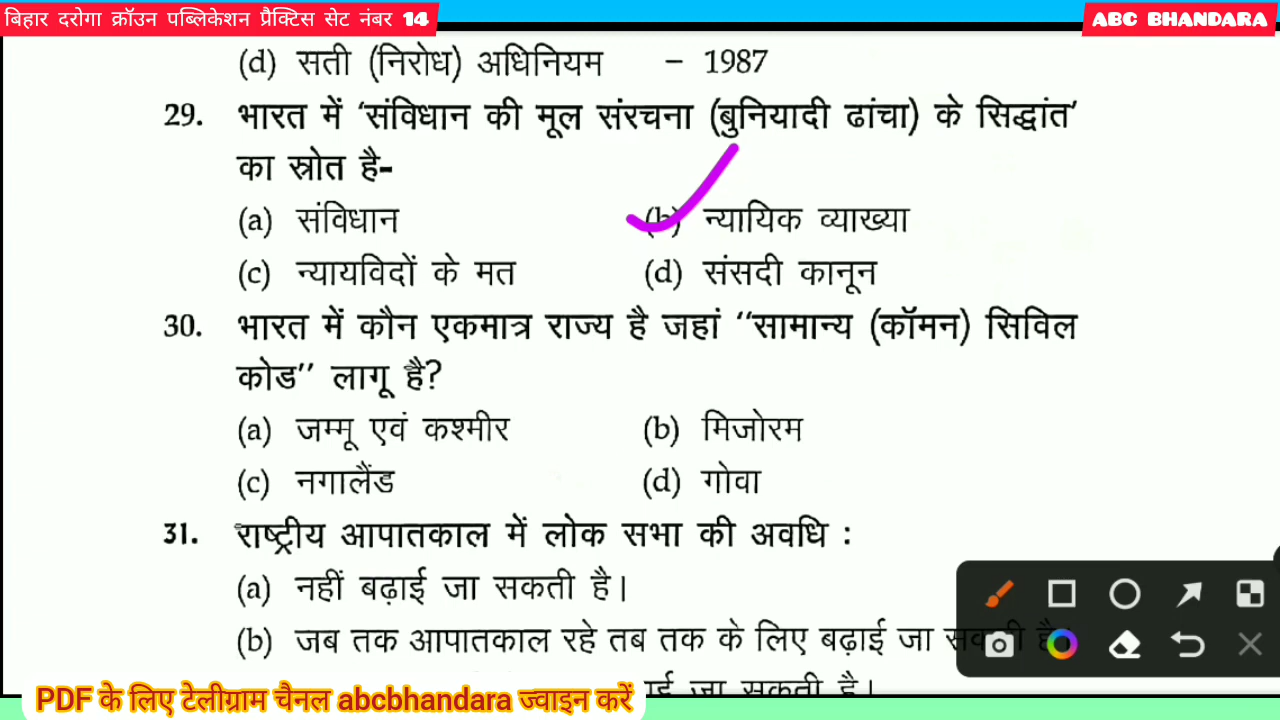 बिहार दरोगा क्रॉउन पब्लिकेशन प्रैक्टिस सेट नंबर 14
ABC BHANDARA
(d) सती (निरोध) अधिनियम – 1987
29. भारत में 'संविधान की मूल संरचना (बुनियादी ढांचा) के सिद्धांत'
का स्रोत है-
(a) संविधान (b) न्यायिक व्याख्या
(c) न्यायविदों के मत (d) संसदी कानून
30. भारत में कौन एकमात्र राज्य है जहां ''सामान्य (कॉमन) सिविल
कोड'' लागू है?
(a) जम्मू एवं कश्मीर (b) मिजोरम
(c) नगालैंड (d) गोवा
31. राष्ट्रीय आपातकाल में लोक सभा की अवधि :
(a) नहीं बढ़ाई जा सकती है।
(b) जब तक आपातकाल रहे तब तक के लिए बढ़ाई जा सकती है।
जा सकती है।
PDF के लिए टेलीग्राम चैनल abcbhandara ज्वाइन करें